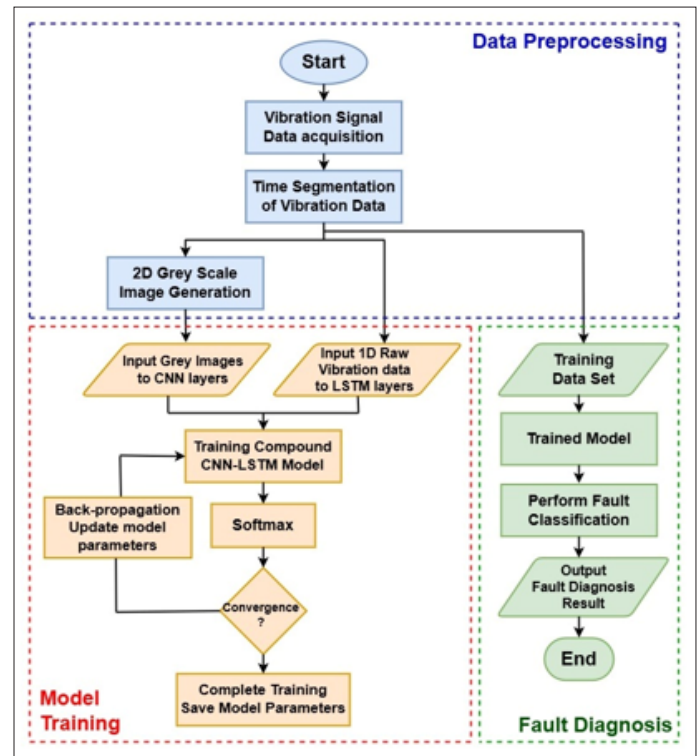 Data Preprocessing
Start
Vibration Signal
Data acquisition
Time Segmentation
of Vibration Data
2D Grey Scale
Image Generation
Input Grey Images
to CNN layers
Input 1D Raw
Vibration data
to LSTM layers
Training Compound
CNN-LSTM Model
Back-propagation
Update model
parameters
Softmax
Convergence
?
Complete Training
Save Model Parameters
Model
Training
Training
Data Set
Trained Model
Perform Fault
Classification
Output
Fault Diagnosis
Result
End
Fault Diagnosis